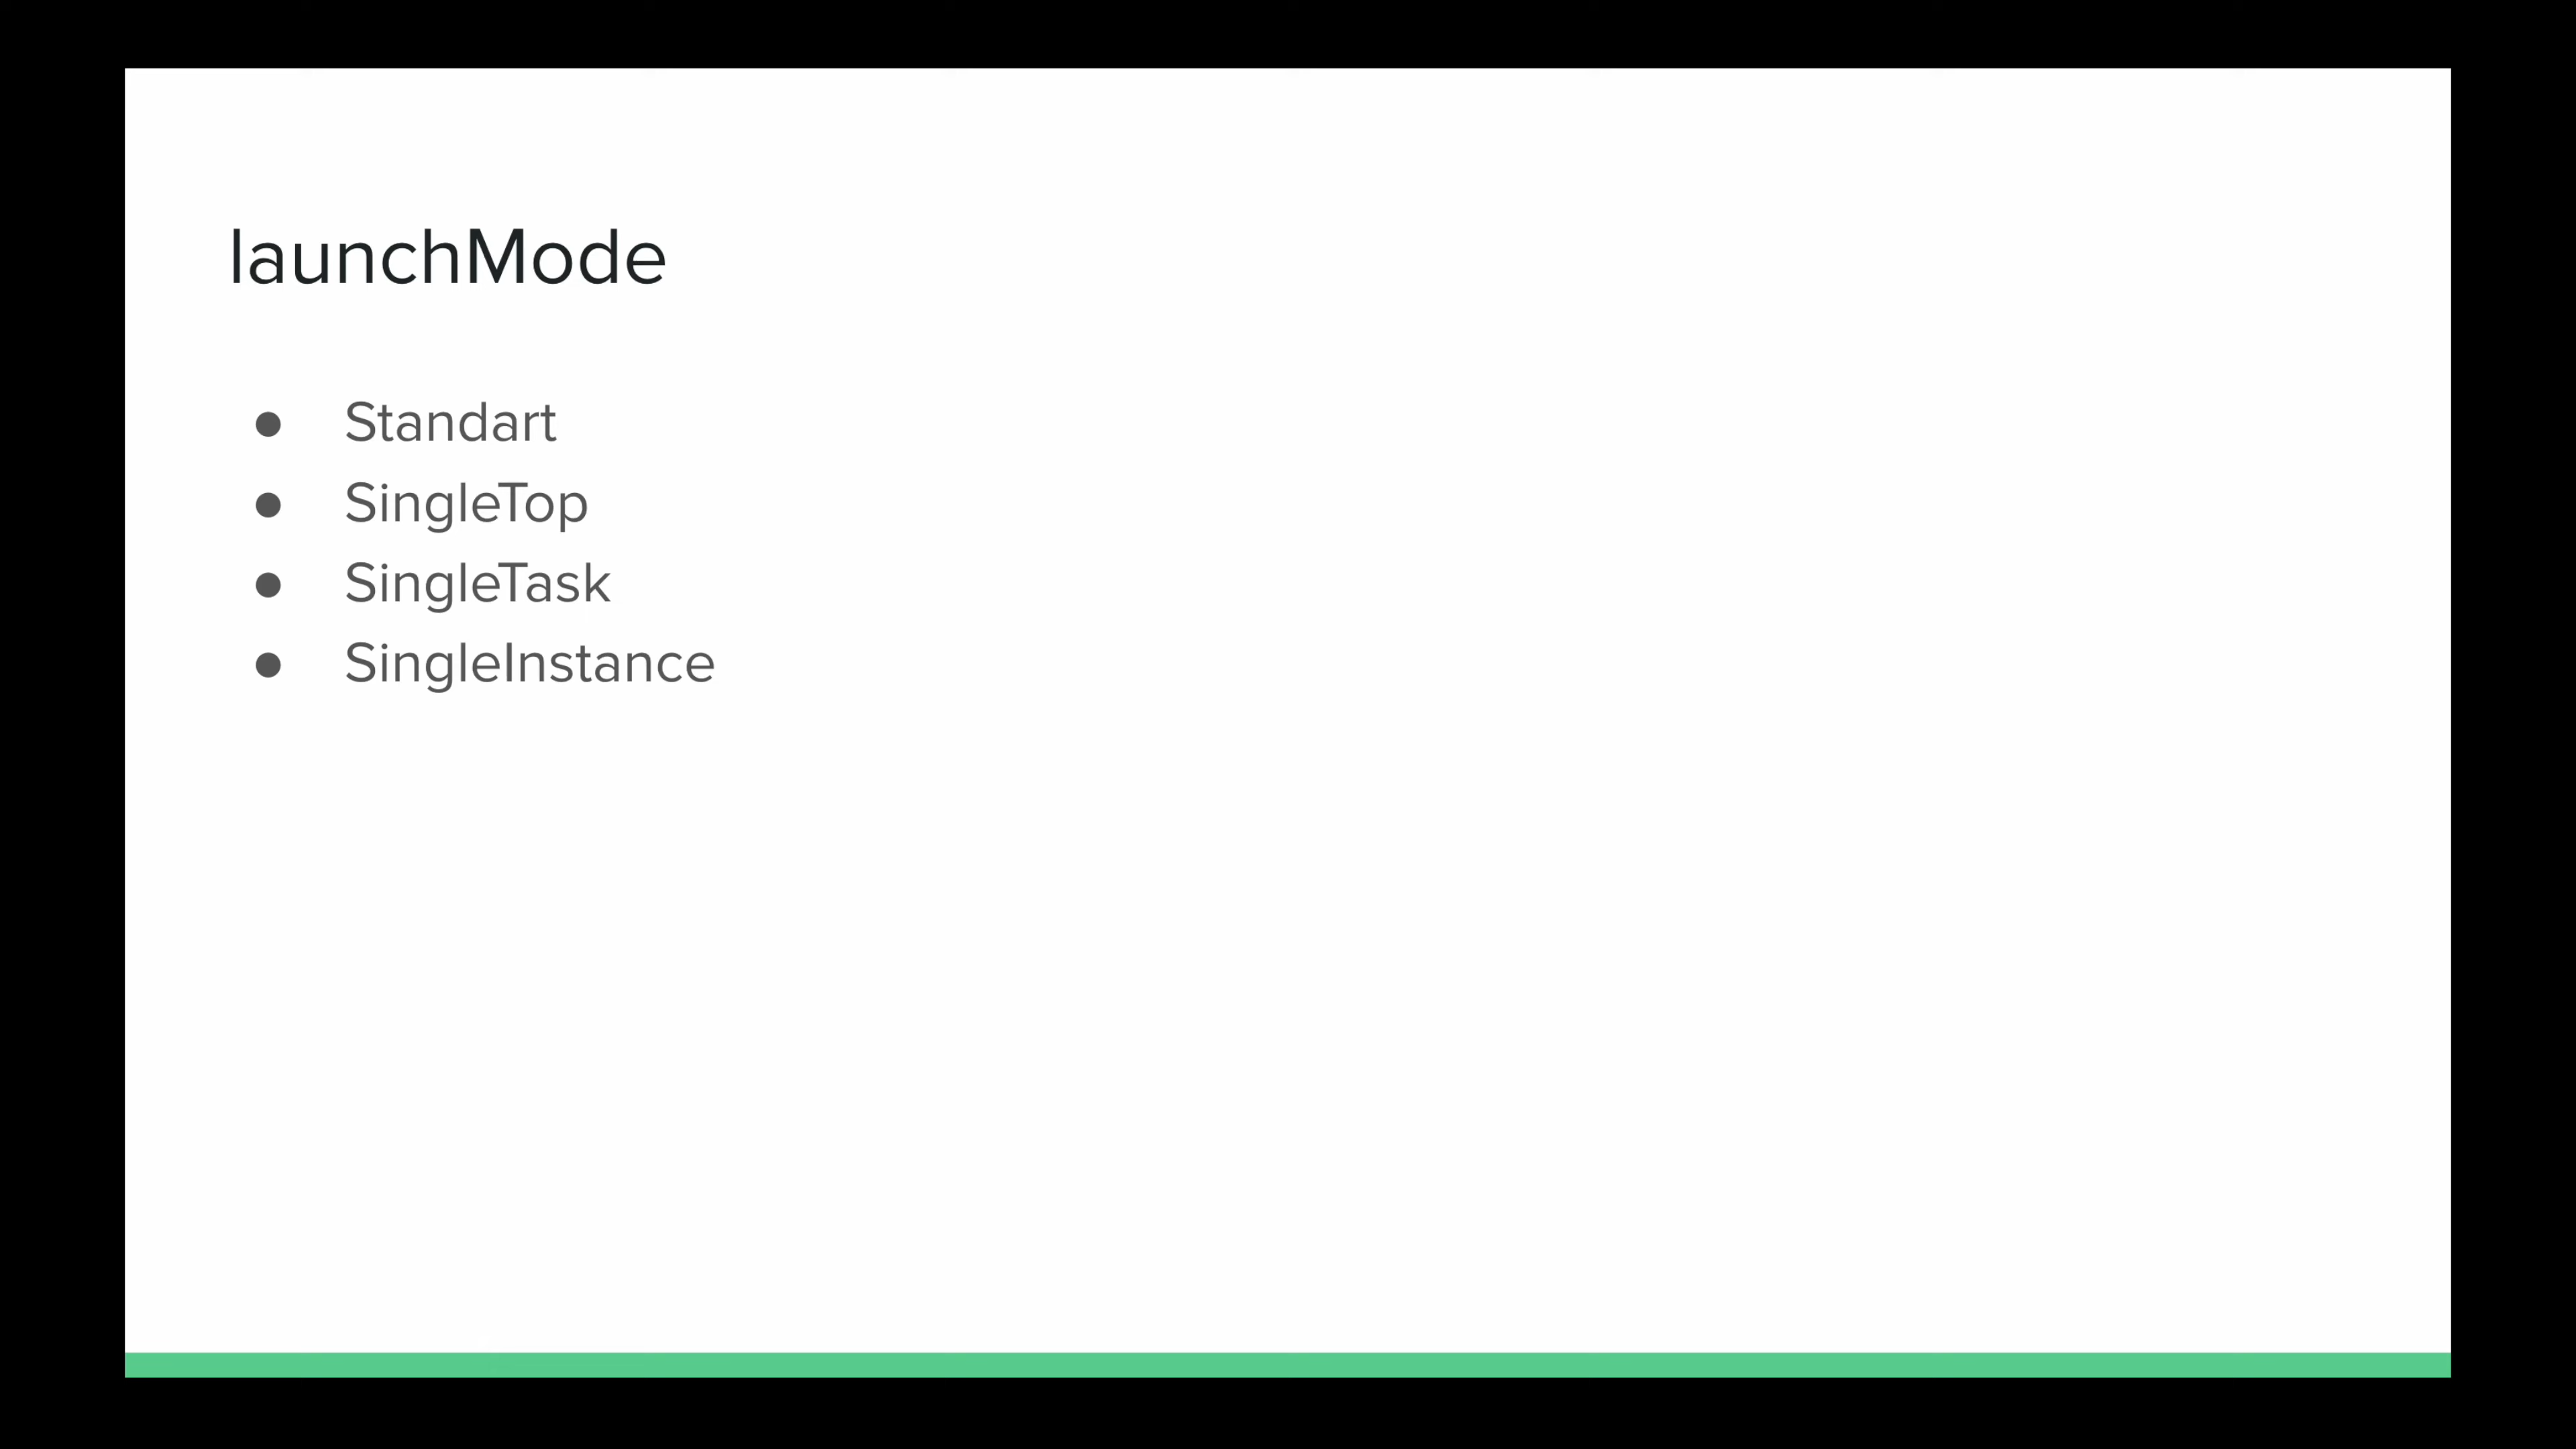 launchMode
● Standart
● SingleTop
● SingleTask
● SingleInstance